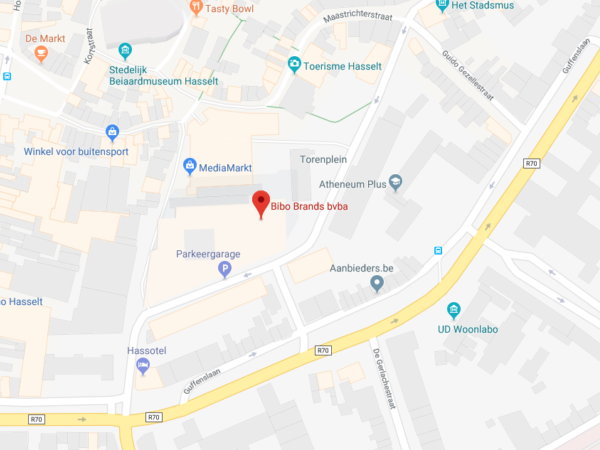 Tasty Bowl
Maastrichterstraat
Het Stadsmus
De Markt
Kortstraat
Stedelijk
Beiaardmuseum Hasselt
Toerisme Hasselt
Guido Gezellestraat
Guffenslaan
Winkel voor buitensport
MediaMarkt
Torenplein
R70
Atheneum Plus
Bibo Brands bvba
Parkeergarage
P
Aanbieders.be
o Hasselt
UD Woonlabo
Hassotel
R70
Guffenslaan
De Gerlachestraat
R70
R70